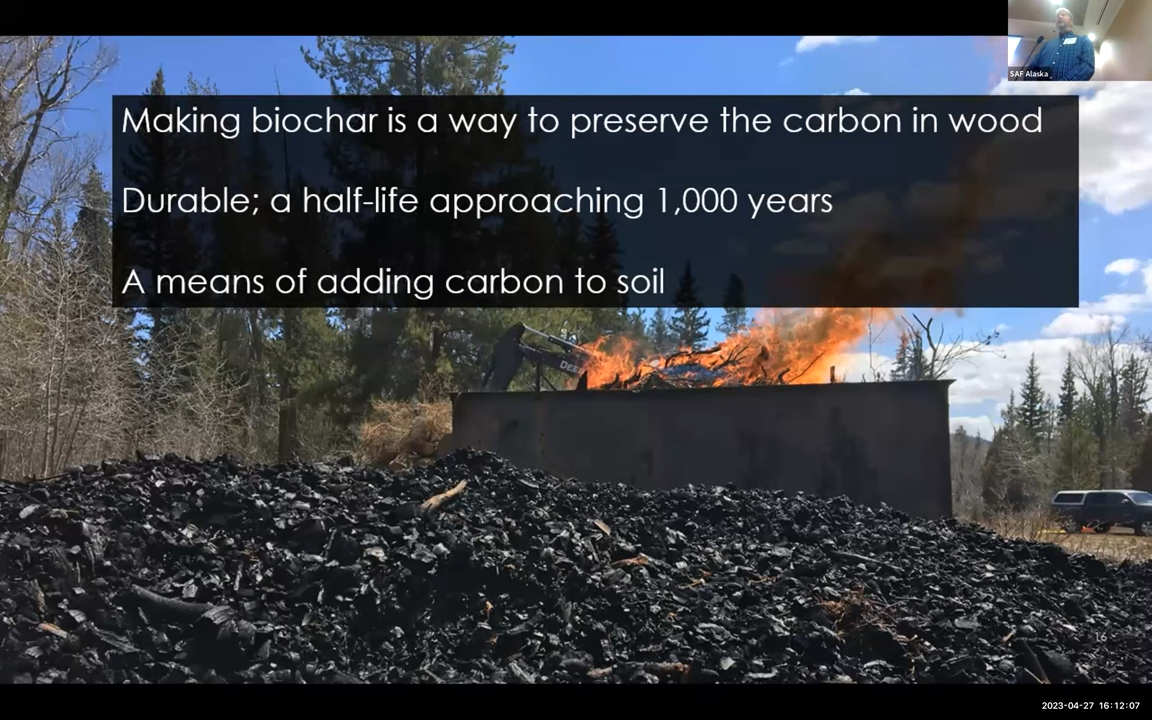 SAF Alaska
Making biochar is a way to preserve the carbon in wood
Durable; a half-life approaching 1,000 years
A means of adding carbon to soil
DEERE
16
2023-04-27 16:12:07